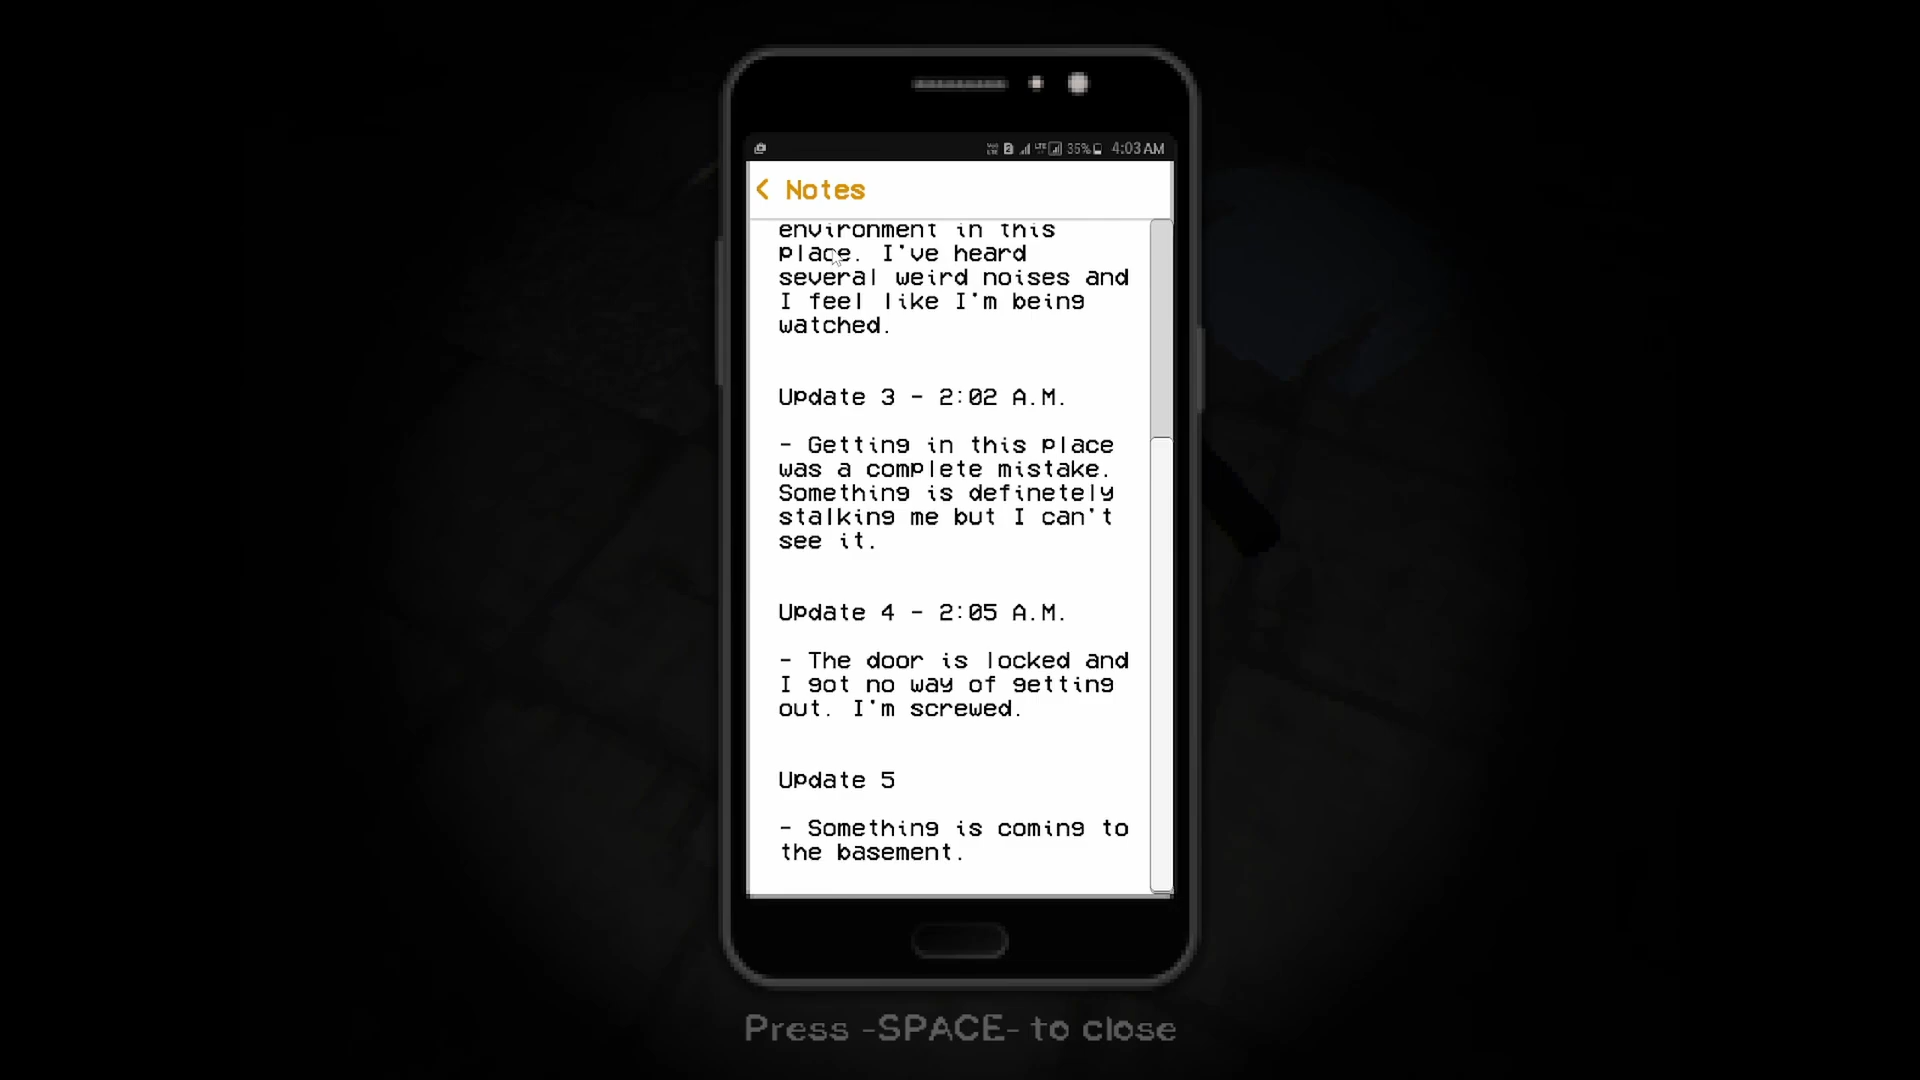 35% 4:03 AM
Notes
environment in this
place. I've heard
several weird noises and
I feel like I'm being
watched.
Update 3 - 2:02 A.M.
- Getting in this place
was a complete mistake.
Something is definetely
stalking me but I can't
see it.
Update 4 - 2:05 A.M.
- The door is locked and
I got no way of getting
out. I'm screwed.
Update 5
- Something is coming to
the basement.
Press -SPACE- to close